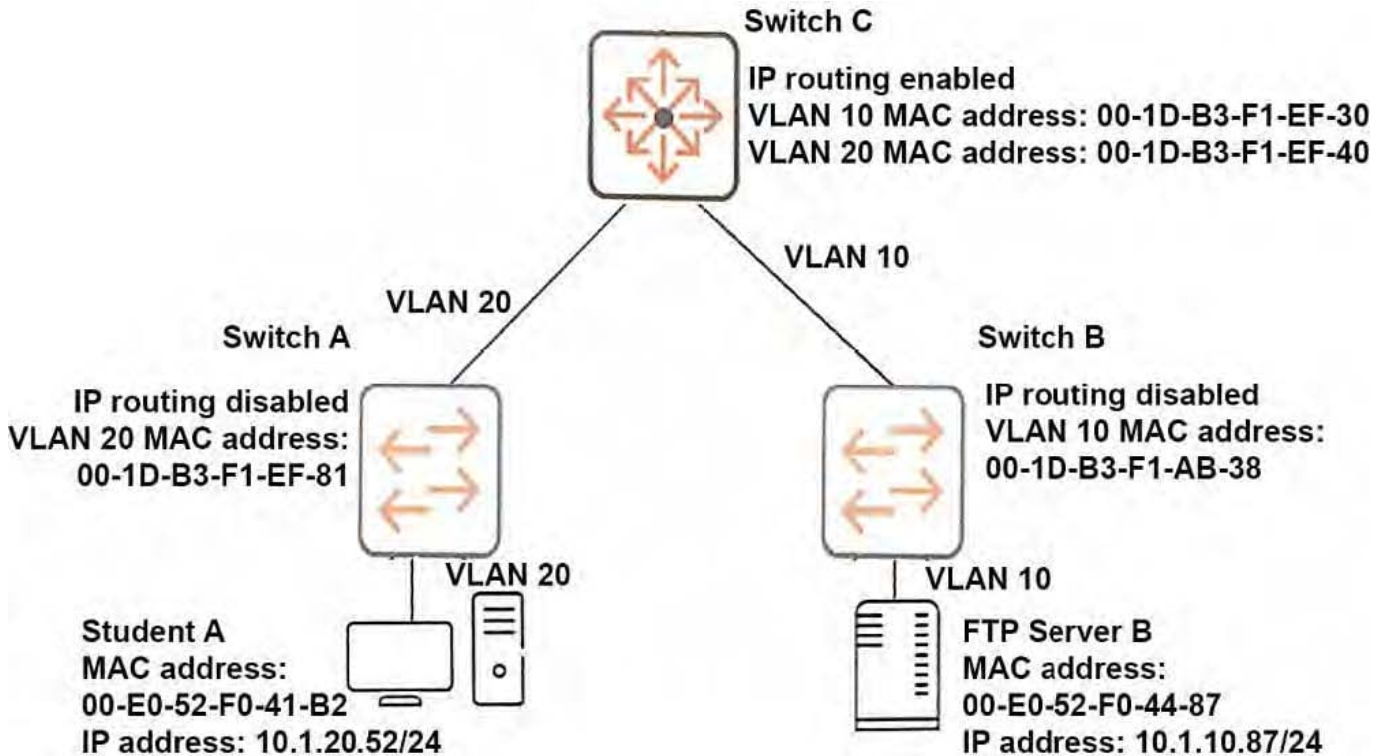 Switch C
IP routing enabled
VLAN 10 MAC address: 00-1D-B3-F1-EF-30
VLAN 20 MAC address: 00-1D-B3-F1-EF-40
VLAN 10
VLAN 20
Switch A
IP routing disabled
VLAN 20 MAC address:
00-1D-B3-F1-EF-81
Switch B
IP routing disabled
VLAN 10 MAC address:
00-1D-B3-F1-AB-38
VLAN 20
VLAN 10
Student A
MAC address:
00-E0-52-F0-41-B2
IP address: 10.1.20.52/24
FTP Server B
MAC address:
00-E0-52-F0-44-87
IP address: 10.1.10.87/24